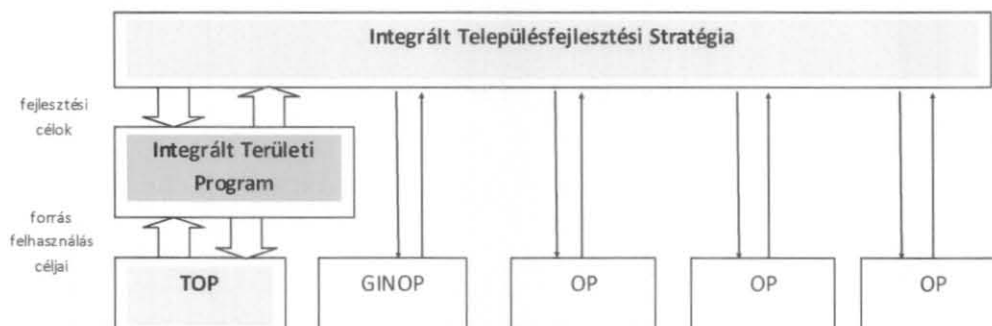 Integrált Településfejlesztési Stratégia
fejlesztési
célok
Integrált Területi
Program
forrás
felhasználás
céljai
TOP
GINOP
OP
OP
OP